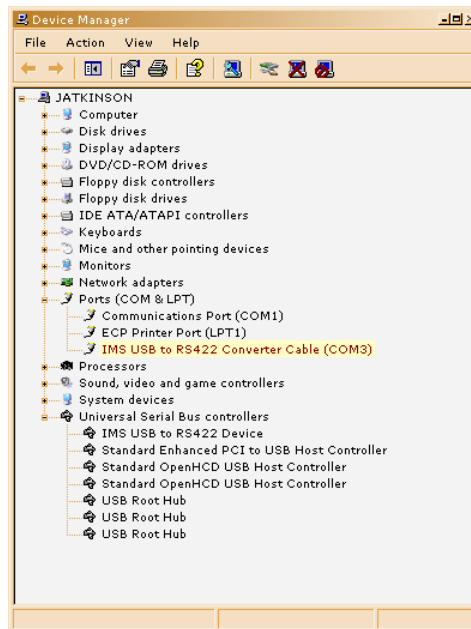 Device Manager
File Action View Help
JATKINSON
Computer
Disk drives
Display adapters
DVD/CD-ROM drives
Floppy disk controllers
Floppy disk drives
IDE ATA/ATAPI controllers
Keyboards
Mice and other pointing devices
Monitors
Network adapters
Ports (COM & LPT)
Communications Port (COM1)
ECP Printer Port (LPT1)
IMS USB to RS422 Converter Cable (COM3)
Processors
Sound, video and game controllers
System devices
Universal Serial Bus controllers
IMS USB to RS422 Device
Standard Enhanced PCI to USB Host Controller
Standard OpenHCD USB Host Controller
Standard OpenHCD USB Host Controller
USB Root Hub
USB Root Hub
USB Root Hub